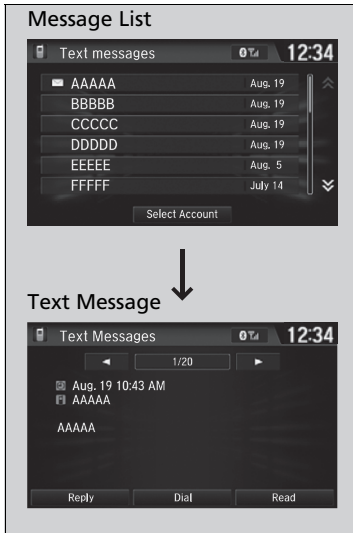 Message List
Text messages 12:34
AAAAA Aug. 19
BBBBB Aug. 19
CCCCC Aug. 19
DDDDD Aug. 19
EEEEE Aug. 5
FFFFF July 14
Select Account
Text Message
Text Messages 12:34
1/20
Aug. 19 10:43 AM
AAAAA
AAAAA
Reply Dial Read